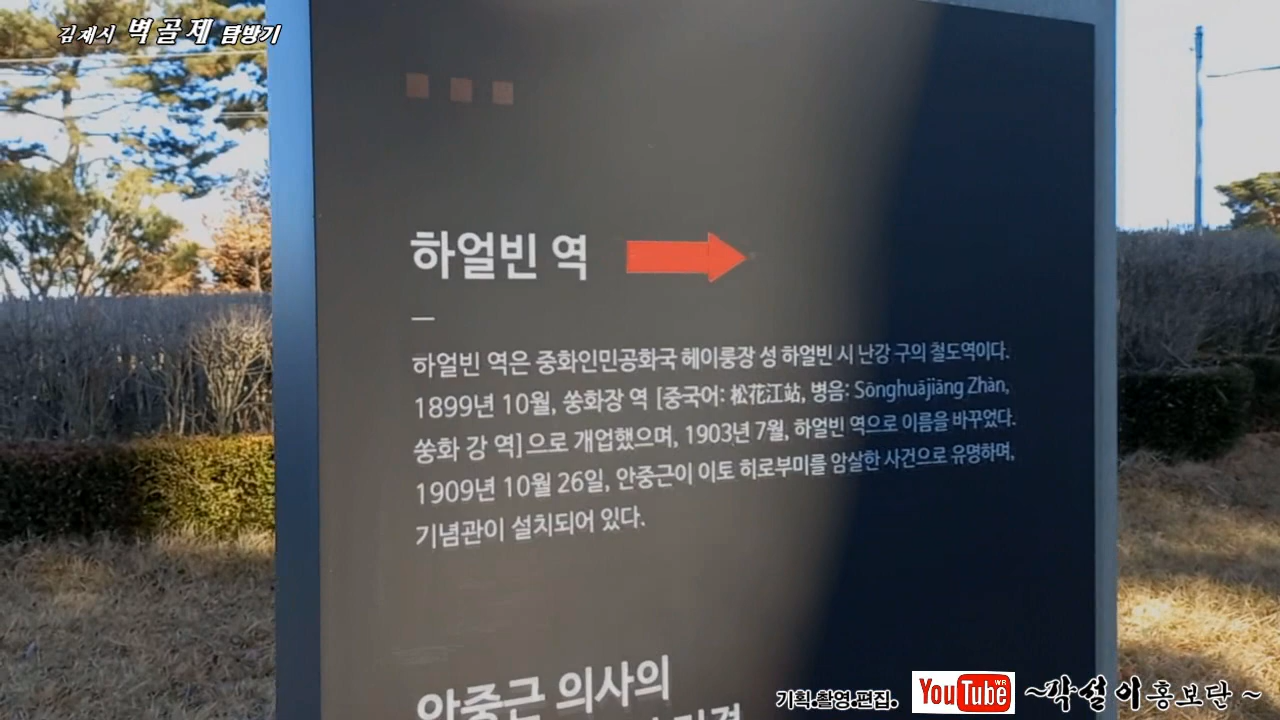 김제시 벽골제 탐방기
하얼빈 역
하얼빈 역은 중화인민공화국 헤이룽장 성 하얼빈 시 난강 구의 철도역이다.
1899년 10월, 쑹화장 역 [중국어: 松花江站, 병음: Sōnghuājiāng Zhàn,
쑹화 강 역]으로 개업했으며, 1903년 7월, 하얼빈 역으로 이름을 바꾸었다.
1909년 10월 26일, 안중근이 이토 히로부미를 암살한 사건으로 유명하며,
기념관이 설치되어 있다.
안중근 의사의
기획.촬영.편집. YouTube WR ~각설이홍보단~